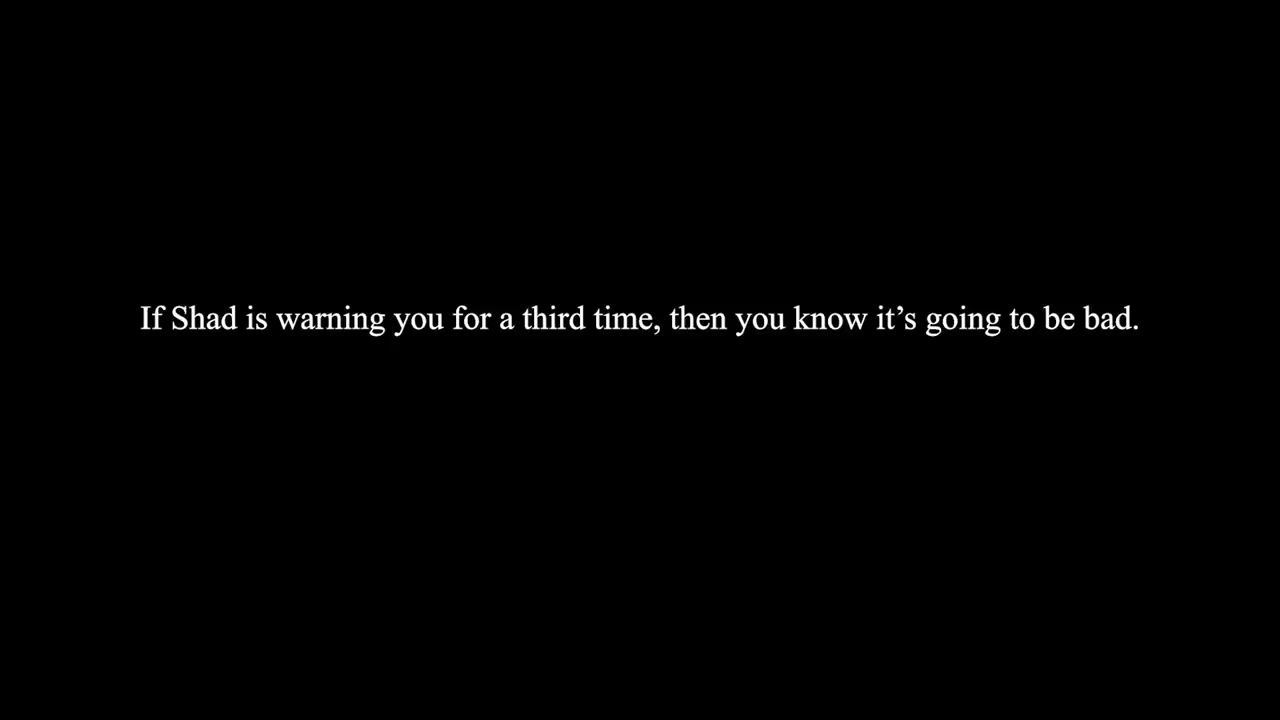 If Shad is warning you for a third time, then you know it’s going to be bad.